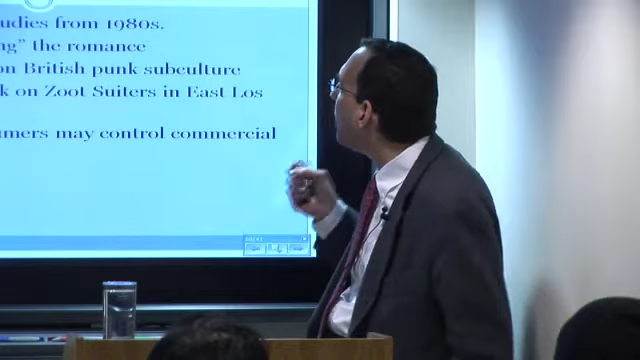 udies from 1980s.
ng” the romance
on British punk subculture
k on Zoot Suiters in East Los
umers may control commercial